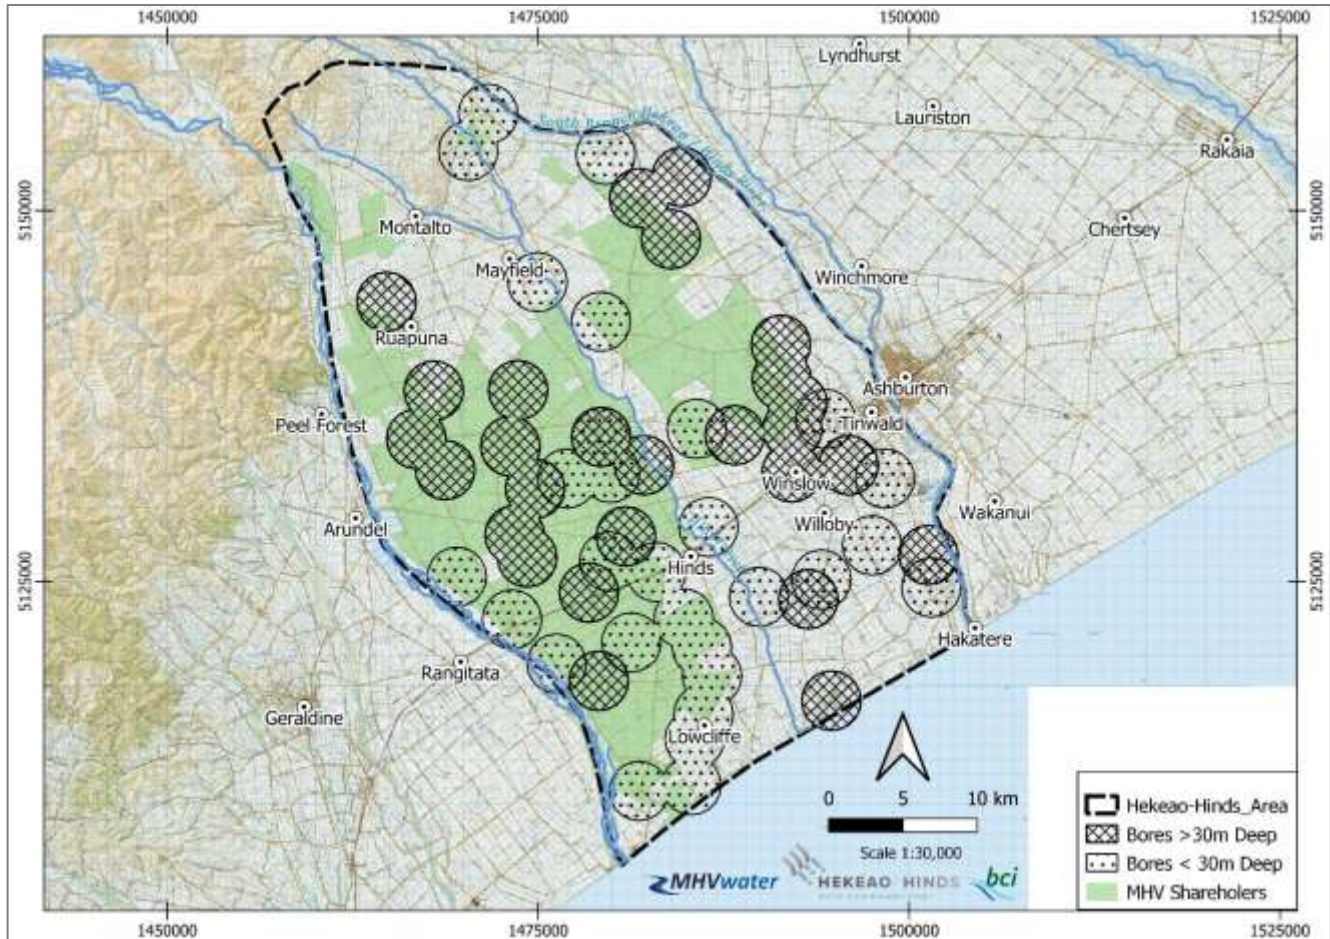 1450000
1475000
1500000
1525000
Lyndhurst
Lauriston
Rakaia
5150000
5150000
Montalto
Chertsey
Mayfield
Winchmore
Ruapuna
Ashburton
Peel Forest
Tinwald
Winslow
Arundel
Willoby
Wakanui
Hinds
5125000
5125000
Hakatere
Rangitata
Geraldine
Lowcliffe
0 5 10 km
Scale 1:30,000
Hekeao-Hinds_Area
Bores >30m Deep
Bores < 30m Deep
MHV Shareholers
MHVwater
HEKEAO HINDS
bci
1450000
1475000
1500000
1525000